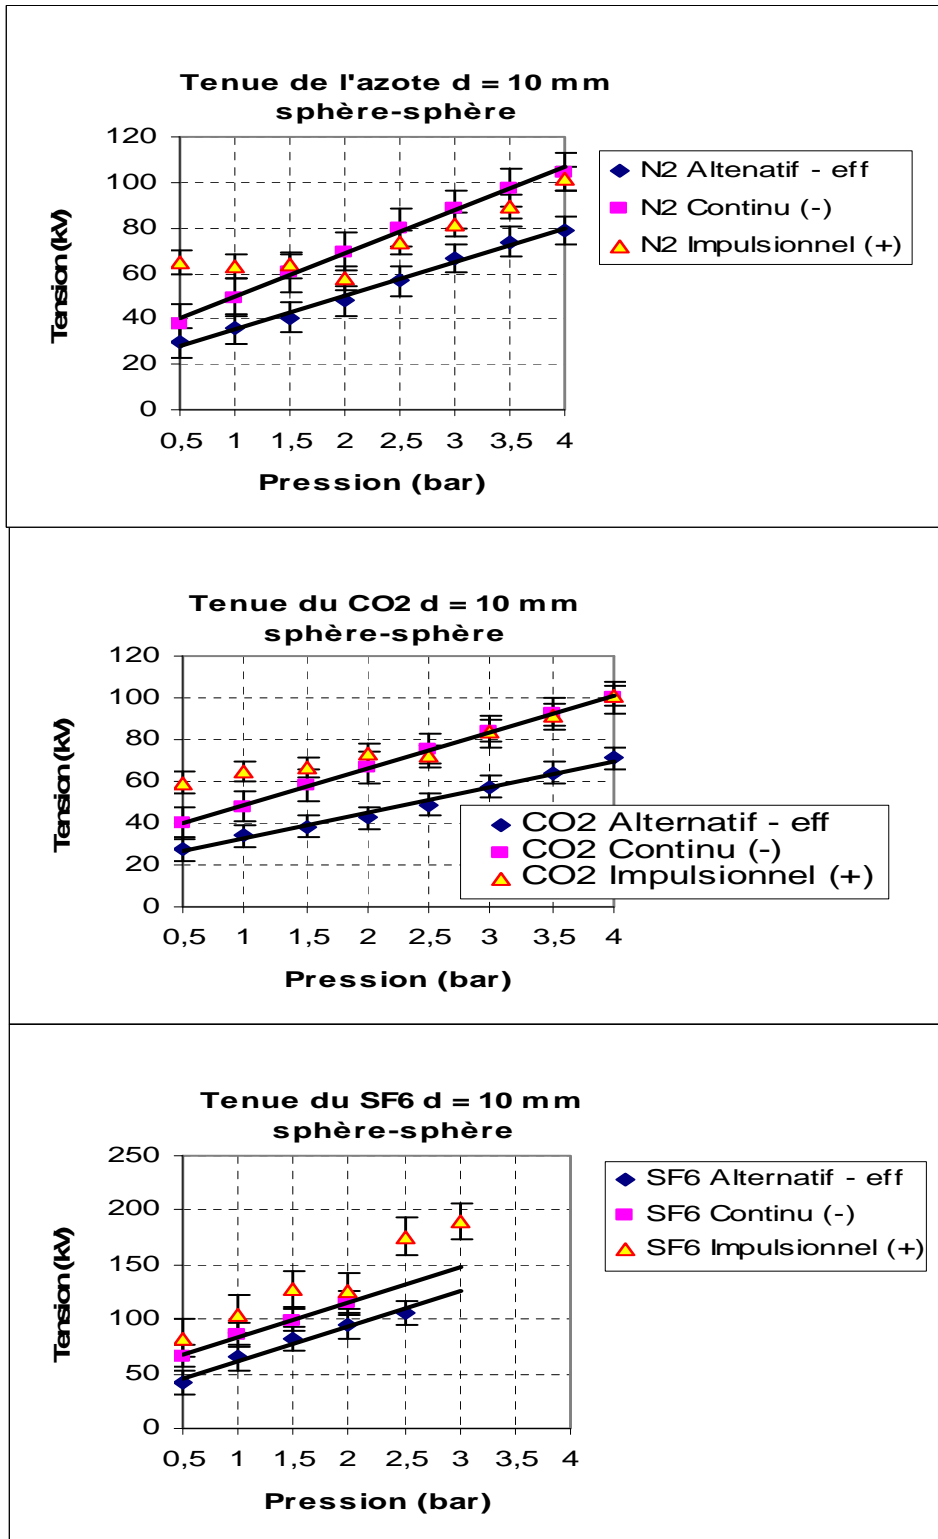 Tenue de l'azote d = 10 mm
sphère-sphère
120
100
80
60
40
20
0
Tension (kV)
0,5 1 1,5 2 2,5 3 3,5 4
Pression (bar)
N2 Altenatif - eff
N2 Continu (-)
N2 Impulsionnel (+)
Tenue du CO2 d = 10 mm
sphère-sphère
120
100
80
60
40
20
0
Tension (kV)
0,5 1 1,5 2 2,5 3 3,5 4
Pression (bar)
CO2 Alternatif - eff
CO2 Continu (-)
CO2 Impulsionnel (+)
Tenue du SF6 d = 10 mm
sphère-sphère
250
200
150
100
50
0
Tension (kV)
0,5 1 1,5 2 2,5 3 3,5 4
Pression (bar)
SF6 Alternatif - eff
SF6 Continu (-)
SF6 Impulsionnel (+)